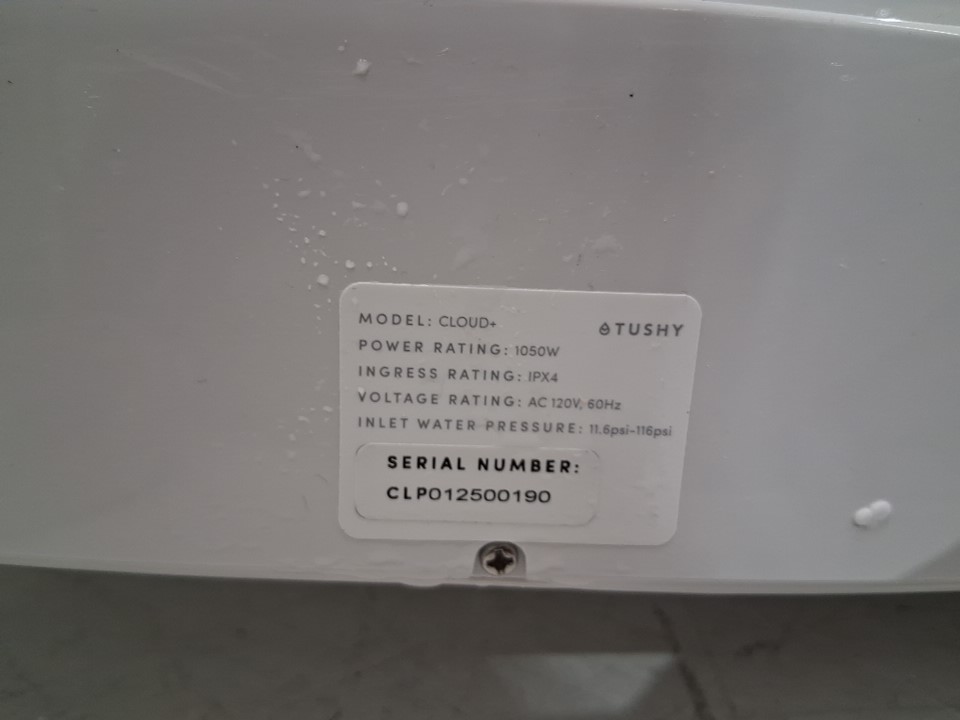 MODEL: CLOUD+
TUSHY
POWER RATING: 1050W
INGRESS RATING: IPX4
VOLTAGE RATING: AC 120V, 60Hz
INLET WATER PRESSURE: 11.6psi-116psi
SERIAL NUMBER:
CLP012500190